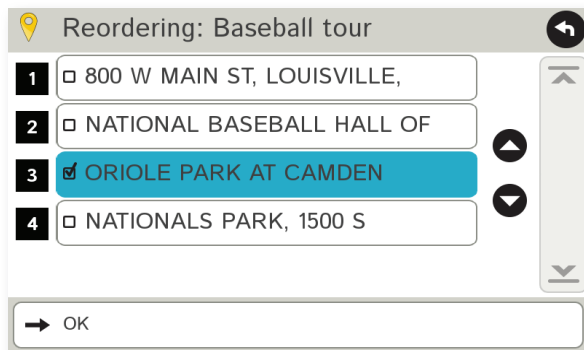 Reordering: Baseball tour
1 800 W MAIN ST, LOUISVILLE,
2 NATIONAL BASEBALL HALL OF
3 ORIOLE PARK AT CAMDEN
4 NATIONALS PARK, 1500 S
OK